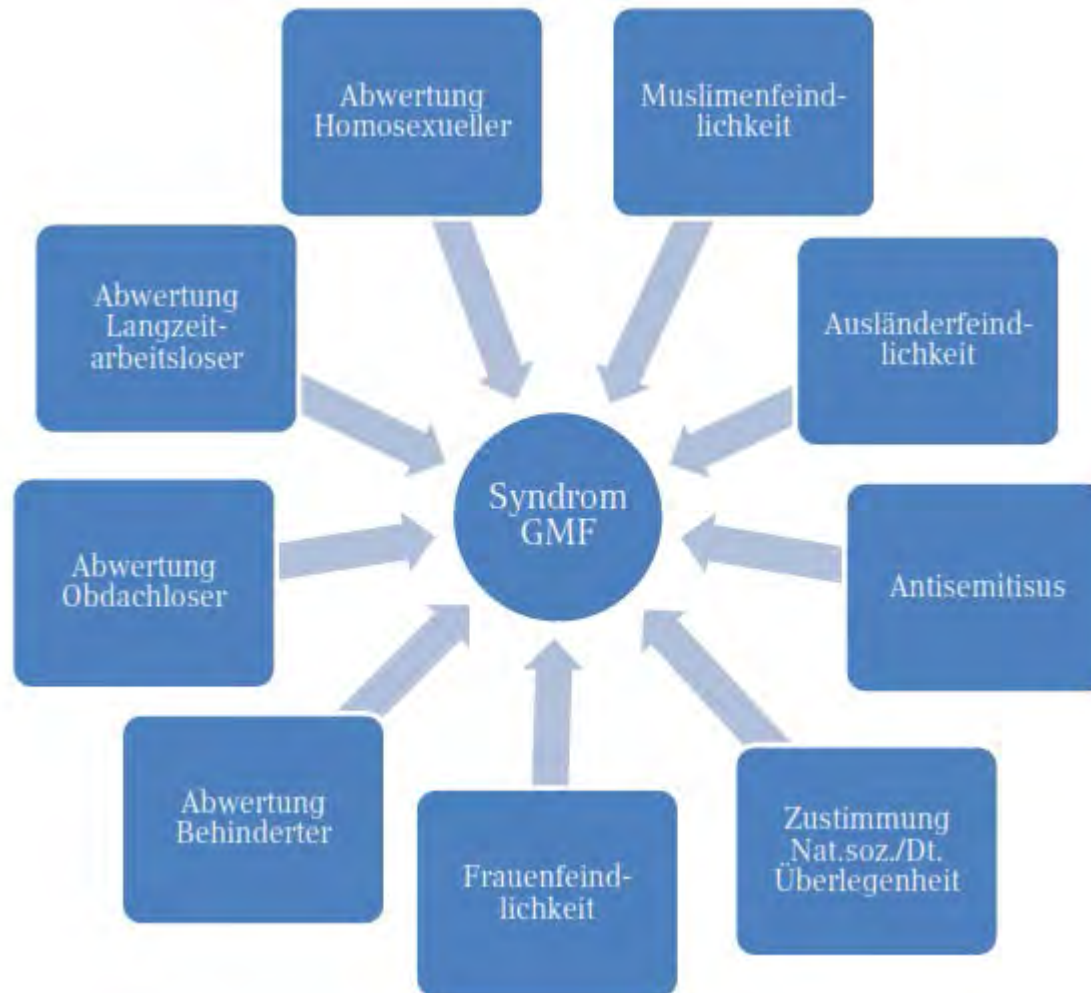 Abwertung
Homosexueller
Muslimenfeind-
lichkeit
Abwertung
Langzeit-
arbeitsloser
Ausländerfeind-
lichkeit
Syndrom
GMF
Abwertung
Obdachloser
Antisemitisus
Abwertung
Behinderter
Frauenfeind-
lichkeit
Zustimmung
Nat.soz./Dt.
Überlegenheit